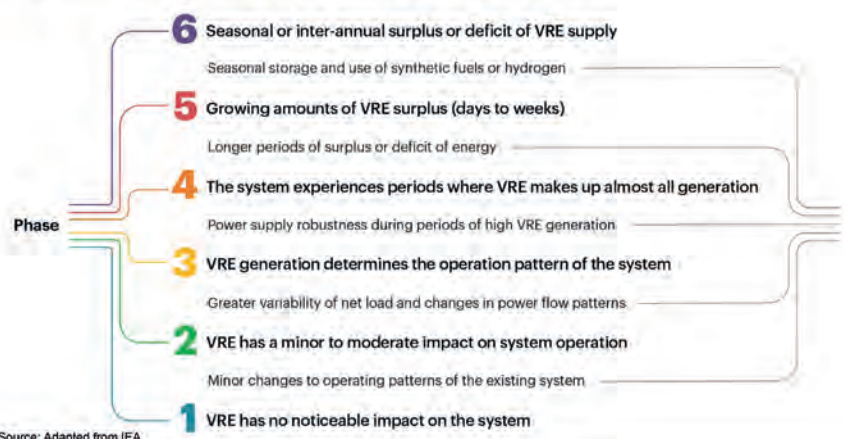 6 Seasonal or inter-annual surplus or deficit of VRE supply
Seasonal storage and use of synthetic fuels or hydrogen
5 Growing amounts of VRE surplus (days to weeks)
Longer periods of surplus or deficit of energy
4 The system experiences periods where VRE makes up almost all generation
Phase
Power supply robustness during periods of high VRE generation
3 VRE generation determines the operation pattern of the system
Greater variability of net load and changes in power flow patterns
2 VRE has a minor to moderate impact on system operation
Minor changes to operating patterns of the existing system
1 VRE has no noticeable impact on the system
Source: Adapted from IEA